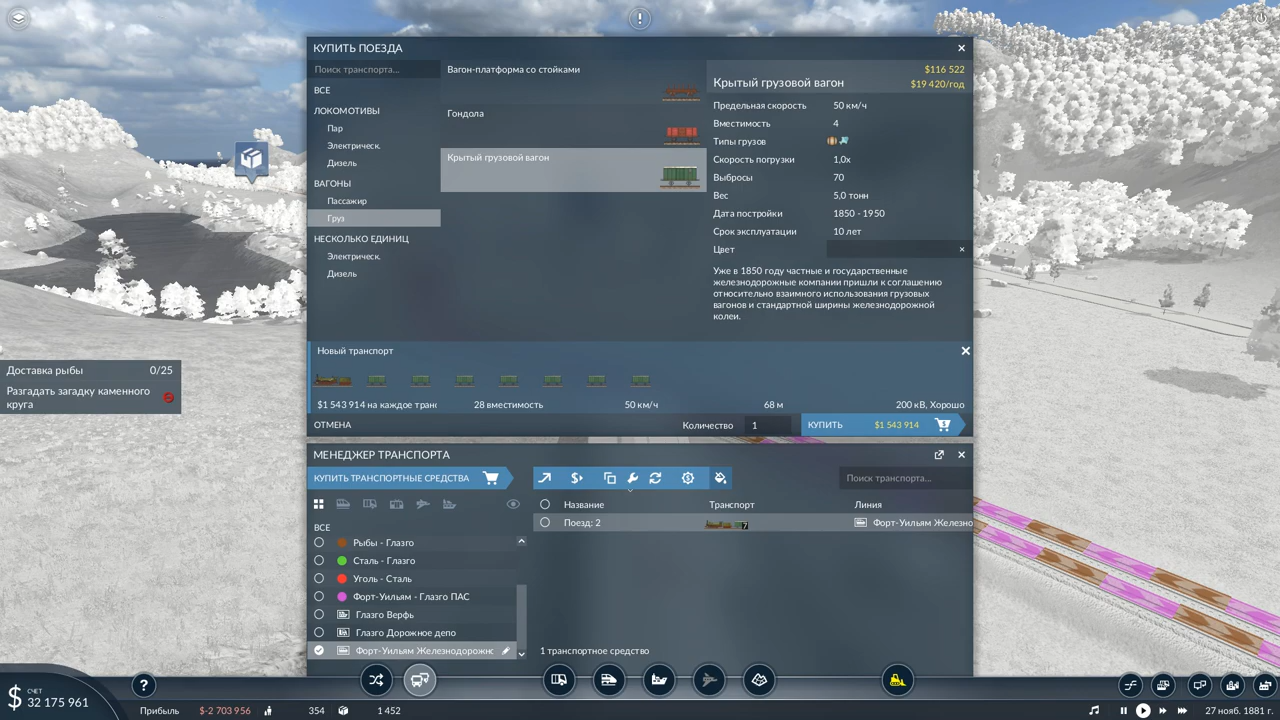 КУПИТЬ ПОЕЗДА
Поиск транспорта...
ВСЕ
ЛОКОМОТИВЫ
Пар
Электрическ.
Дизель
ВАГОНЫ
Пассажир
Груз
НЕСКОЛЬКО ЕДИНИЦ
Электрическ.
Дизель
Вагон-платформа со стойками
Гондола
Крытый грузовой вагон
$116 522
Крытый грузовой вагон
$19 420/год
Предельная скорость 50 км/ч
Вместимость 4
Типы грузов
Скорость погрузки 1,0x
Выбросы 70
Вес 5,0 тонн
Дата постройки 1850 - 1950
Срок эксплуатации 10 лет
Цвет
Уже в 1850 году частные и государственные
железнодорожные компании пришли к соглашению
относительно взаимного использования грузовых
вагонов и стандартной ширины железнодорожной
колеи.
Новый транспорт
$1 543 914 на каждое транс 28 вместимость 50 км/ч 68 м 200 кВ, Хорошо
ОТМЕНА Количество 1 КУПИТЬ $1 543 914
Доставка рыбы 0/25
Разгадать загадку каменного
круга
МЕНЕДЖЕР ТРАНСПОРТА
КУПИТЬ ТРАНСПОРТНЫЕ СРЕДСТВА
Поиск транспорта...
ВСЕ
Рыбы - Глазго
Сталь - Глазго
Уголь - Сталь
Форт-Уильям - Глазго ПАС
Глазго Верфь
Глазго Дорожное депо
Форт-Уильям Железнодорожнс
Название Транспорт Линия
Поезд: 2 7 Форт-Уильям Железно
1 транспортное средство
$ СЧЕТ
32 175 961
?
Прибыль $-2 703 956 354 1 452
27 нояб. 1881 г.